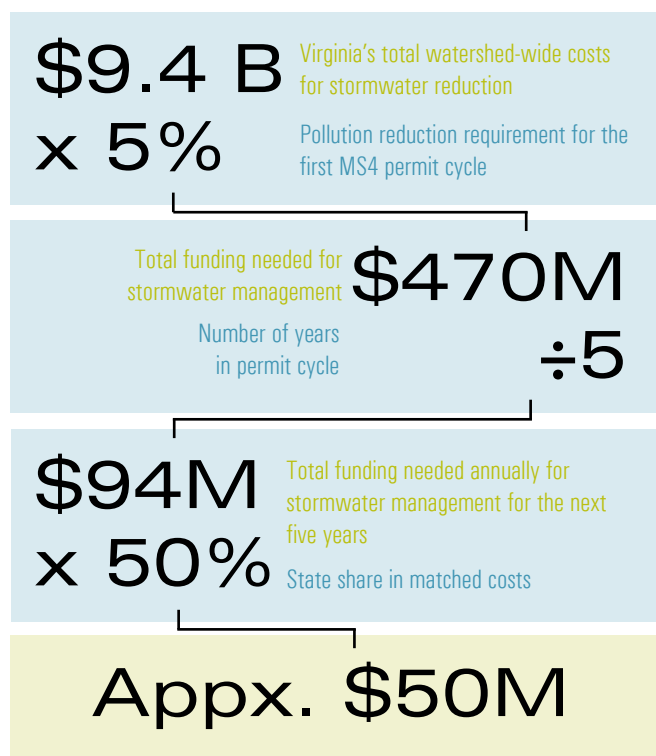 $9.4 B
Virginia's total watershed-wide costs
for stormwater reduction
x 5%
Pollution reduction requirement for the
first MS4 permit cycle
Total funding needed for
stormwater management
$470M
Number of years
in permit cycle
÷5
$94M
Total funding needed annually for
stormwater management for the next
five years
x 50%
State share in matched costs
Appx. $50M